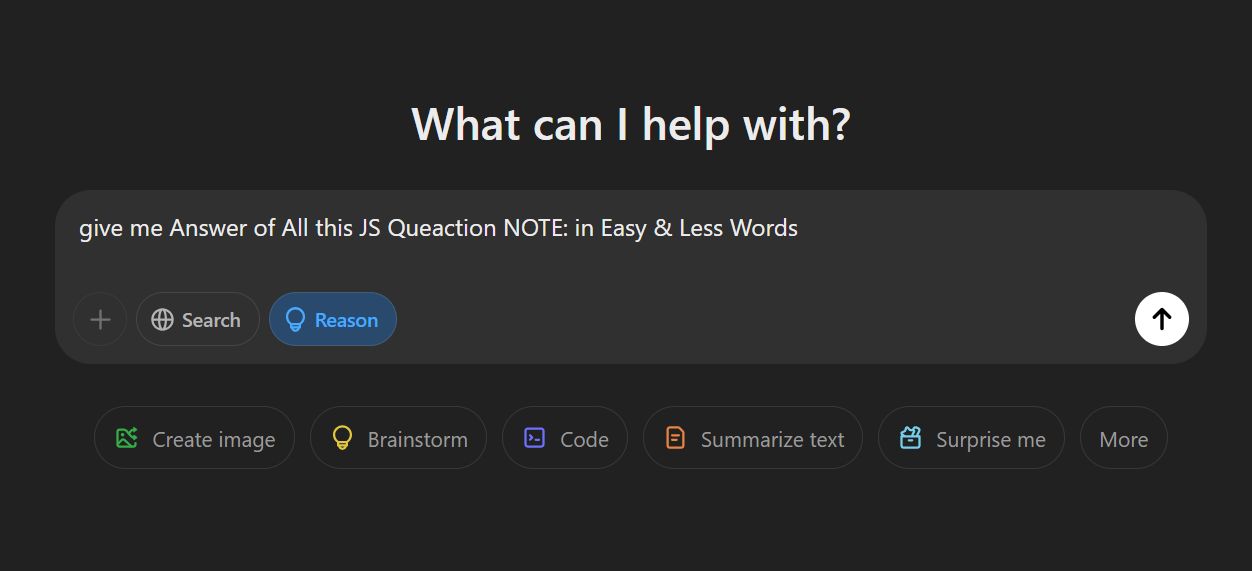 What can I help with?
give me Answer of All this JS Queaction NOTE: in Easy & Less Words
Search
Reason
Create image
Brainstorm
Code
Summarize text
Surprise me
More